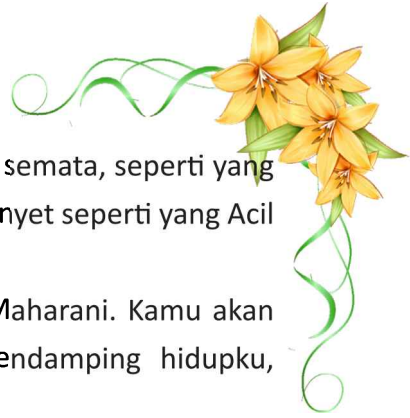 semata, seperti yang
nyet seperti yang Acil
Maharani. Kamu akan
endamping hidupku,